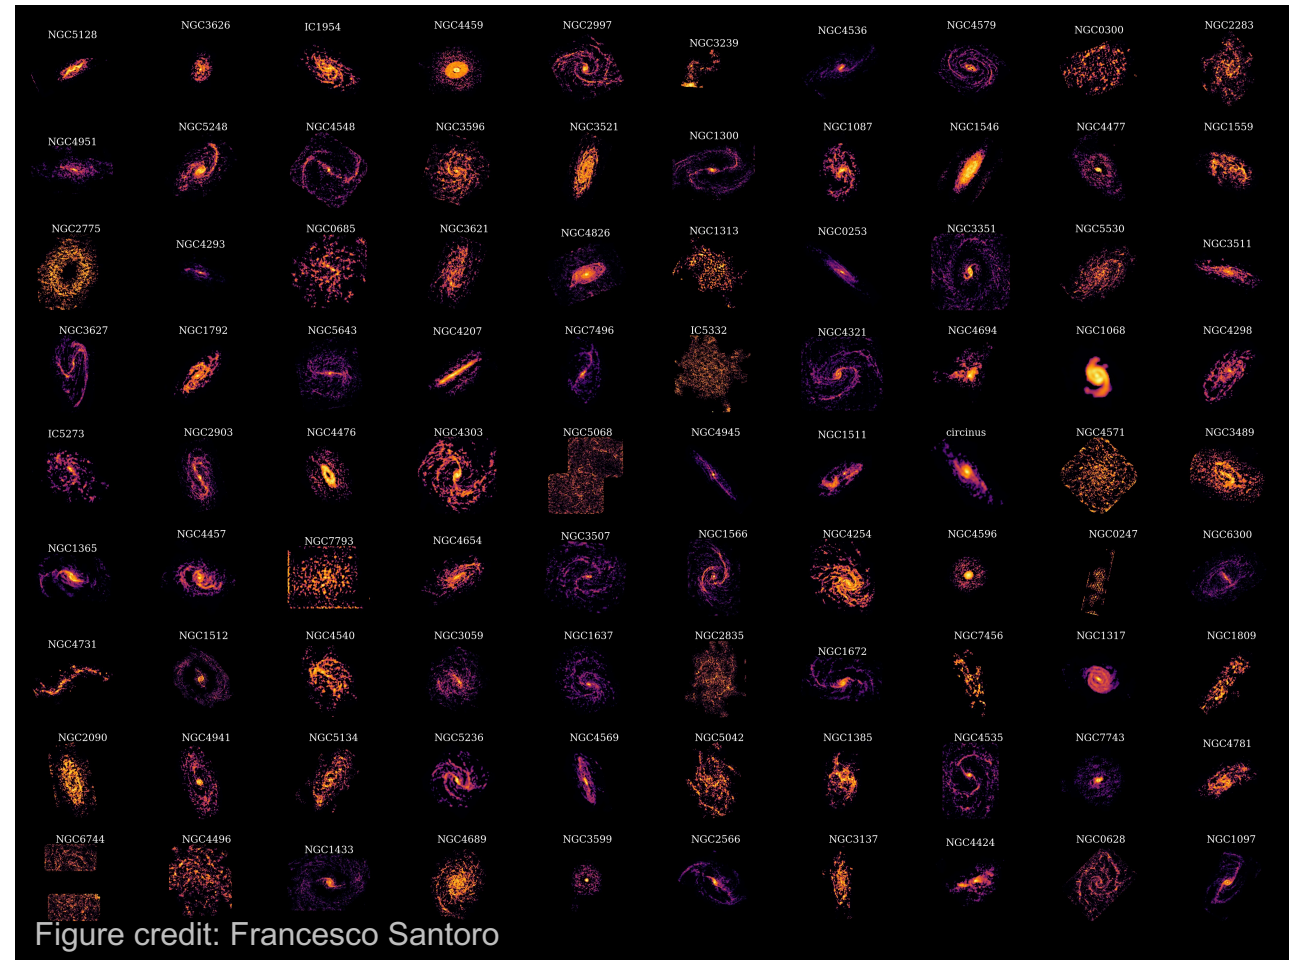 NGC5128 NGC3626 IC1954 NGC4459 NGC2997 NGC3239 NGC4536 NGC4579 NGC0300 NGC2283
NGC4951 NGC5248 NGC4548 NGC3596 NGC3521 NGC1300 NGC1087 NGC1546 NGC4477 NGC1559
NGC2775 NGC4293 NGC0685 NGC3621 NGC4826 NGC1313 NGC0253 NGC3351 NGC5530 NGC3511
NGC3627 NGC1792 NGC5643 NGC4207 NGC7496 IC5332 NGC4321 NGC4694 NGC1068 NGC4298
IC5273 NGC2903 NGC4476 NGC4303 NGC5068 NGC4945 NGC1511 circinus NGC4571 NGC3489
NGC1365 NGC4457 NGC7793 NGC4654 NGC3507 NGC1566 NGC4254 NGC4596 NGC0247 NGC6300
NGC4731 NGC1512 NGC4540 NGC3059 NGC1637 NGC2835 NGC1672 NGC7456 NGC1317 NGC1809
NGC2090 NGC4941 NGC5134 NGC5236 NGC4569 NGC5042 NGC1385 NGC4535 NGC7743 NGC4781
NGC6744 NGC4496 NGC1433 NGC4689 NGC3599 NGC2566 NGC3137 NGC4424 NGC0628 NGC1097
Figure credit: Francesco Santoro